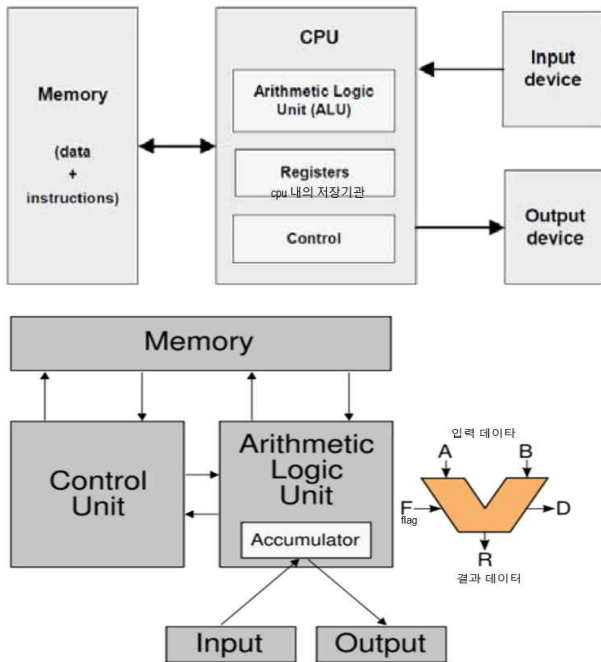 CPU
Memory
(data
+
instructions)
Arithmetic Logic
Unit (ALU)
Registers
cpu 내의 저장기관
Control
Input
device
Output
device
Memory
Control
Unit
Arithmetic
Logic
Unit
Accumulator
Input
Output
입력 데이타
A
B
F
flag
D
R
결과 데이터